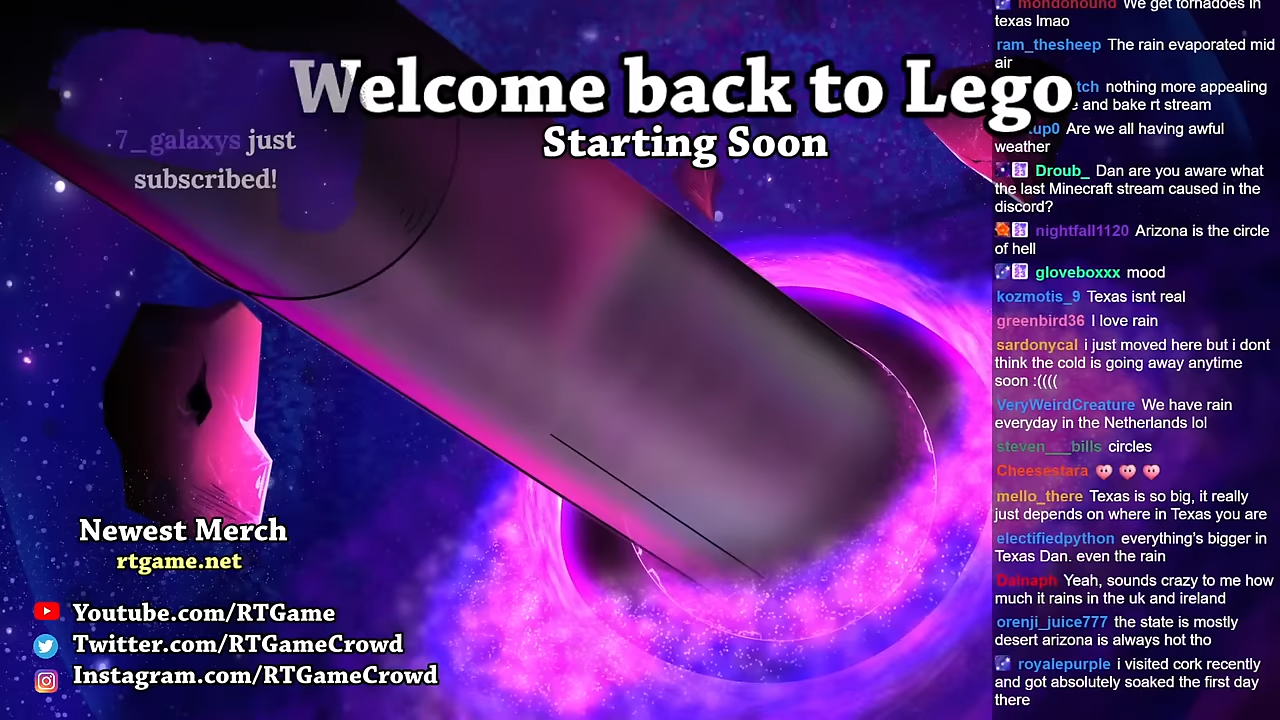 Welcome back to Lego
Starting Soon
7_galaxys just
subscribed!
Newest Merch
rtgame.net
Youtube.com/RTGame
Twitter.com/RTGameCrowd
Instagram.com/RTGameCrowd
mondohound We get tornadoes in
texas lmao
ram_thesheep The rain evaporated mid
air
tch nothing more appealing
and bake rt stream
up0 Are we all having awful
weather
Droub_ Dan are you aware what
the last Minecraft stream caused in the
discord?
nightfall1120 Arizona is the circle
of hell
gloveboxxx mood
kozmotis_9 Texas isnt real
greenbird36 I love rain
sardonycal i just moved here but i dont
think the cold is going away anytime
soon :((((
VeryWeirdCreature We have rain
everyday in the Netherlands lol
steven___bills circles
Cheesestara
mello_there Texas is so big, it really
just depends on where in Texas you are
electifiedpython everything's bigger in
Texas Dan. even the rain
Dainaph Yeah, sounds crazy to me how
much it rains in the uk and ireland
orenji_juice777 the state is mostly
desert arizona is always hot tho
royalepurple i visited cork recently
and got absolutely soaked the first day
there